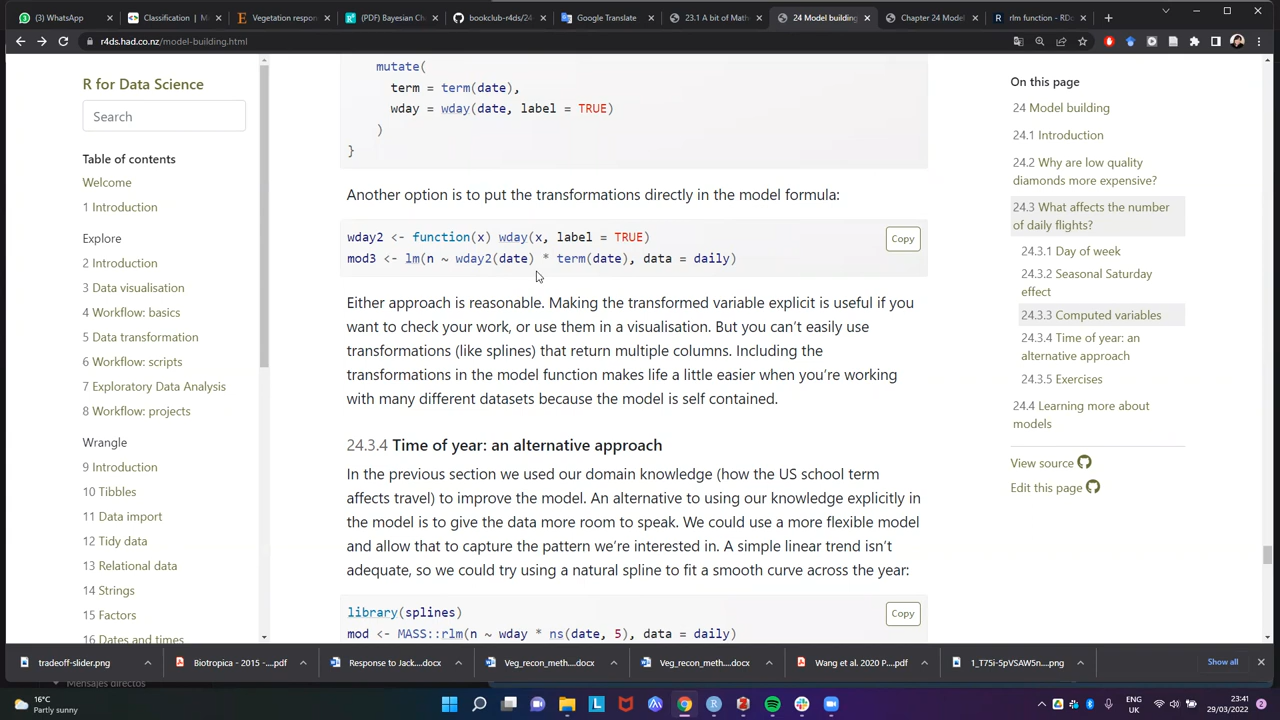 WhatsApp
Classification | M
Vegetation respon
(PDF) Bayesian Ch
bookclub-r4ds/24
Google Translate
23.1 A bit of Math
24 Model building
Chapter 24 Model
rlm function - RDo
r4ds.had.co.nz/model-building.html
R for Data Science
Search
Table of contents
Welcome
1 Introduction
Explore
2 Introduction
3 Data visualisation
4 Workflow: basics
5 Data transformation
6 Workflow: scripts
7 Exploratory Data Analysis
8 Workflow: projects
Wrangle
9 Introduction
10 Tibbles
11 Data import
12 Tidy data
13 Relational data
14 Strings
15 Factors
16 Dates and times
mutate(
term = term(date),
wday = wday(date, label = TRUE)
)
}
Another option is to put the transformations directly in the model formula:
wday2 <- function(x) wday(x, label = TRUE)
mod3 <- lm(n ~ wday2(date) * term(date), data = daily)
Copy
Either approach is reasonable. Making the transformed variable explicit is useful if you
want to check your work, or use them in a visualisation. But you can't easily use
transformations (like splines) that return multiple columns. Including the
transformations in the model function makes life a little easier when you're working
with many different datasets because the model is self contained.
24.3.4 Time of year: an alternative approach
In the previous section we used our domain knowledge (how the US school term
affects travel) to improve the model. An alternative to using our knowledge explicitly in
the model is to give the data more room to speak. We could use a more flexible model
and allow that to capture the pattern we're interested in. A simple linear trend isn't
adequate, so we could try using a natural spline to fit a smooth curve across the year:
library(splines)
mod <- MASS::rlm(n ~ wday * ns(date, 5), data = daily)
Copy
On this page
24 Model building
24.1 Introduction
24.2 Why are low quality
diamonds more expensive?
24.3 What affects the number
of daily flights?
24.3.1 Day of week
24.3.2 Seasonal Saturday
effect
24.3.3 Computed variables
24.3.4 Time of year: an
alternative approach
24.3.5 Exercises
24.4 Learning more about
models
View source
Edit this page
tradeoff-slider.png
Biotropica - 2015 -....pdf
Response to Jack....docx
Veg_recon_meth....docx
Veg_recon_meth....docx
Wang et al. 2020 P....pdf
1_T75i-5pVSAW5n....png
Show all
Mensajes directos
16°C
Partly sunny
ENG
UK
23:41
29/03/2022